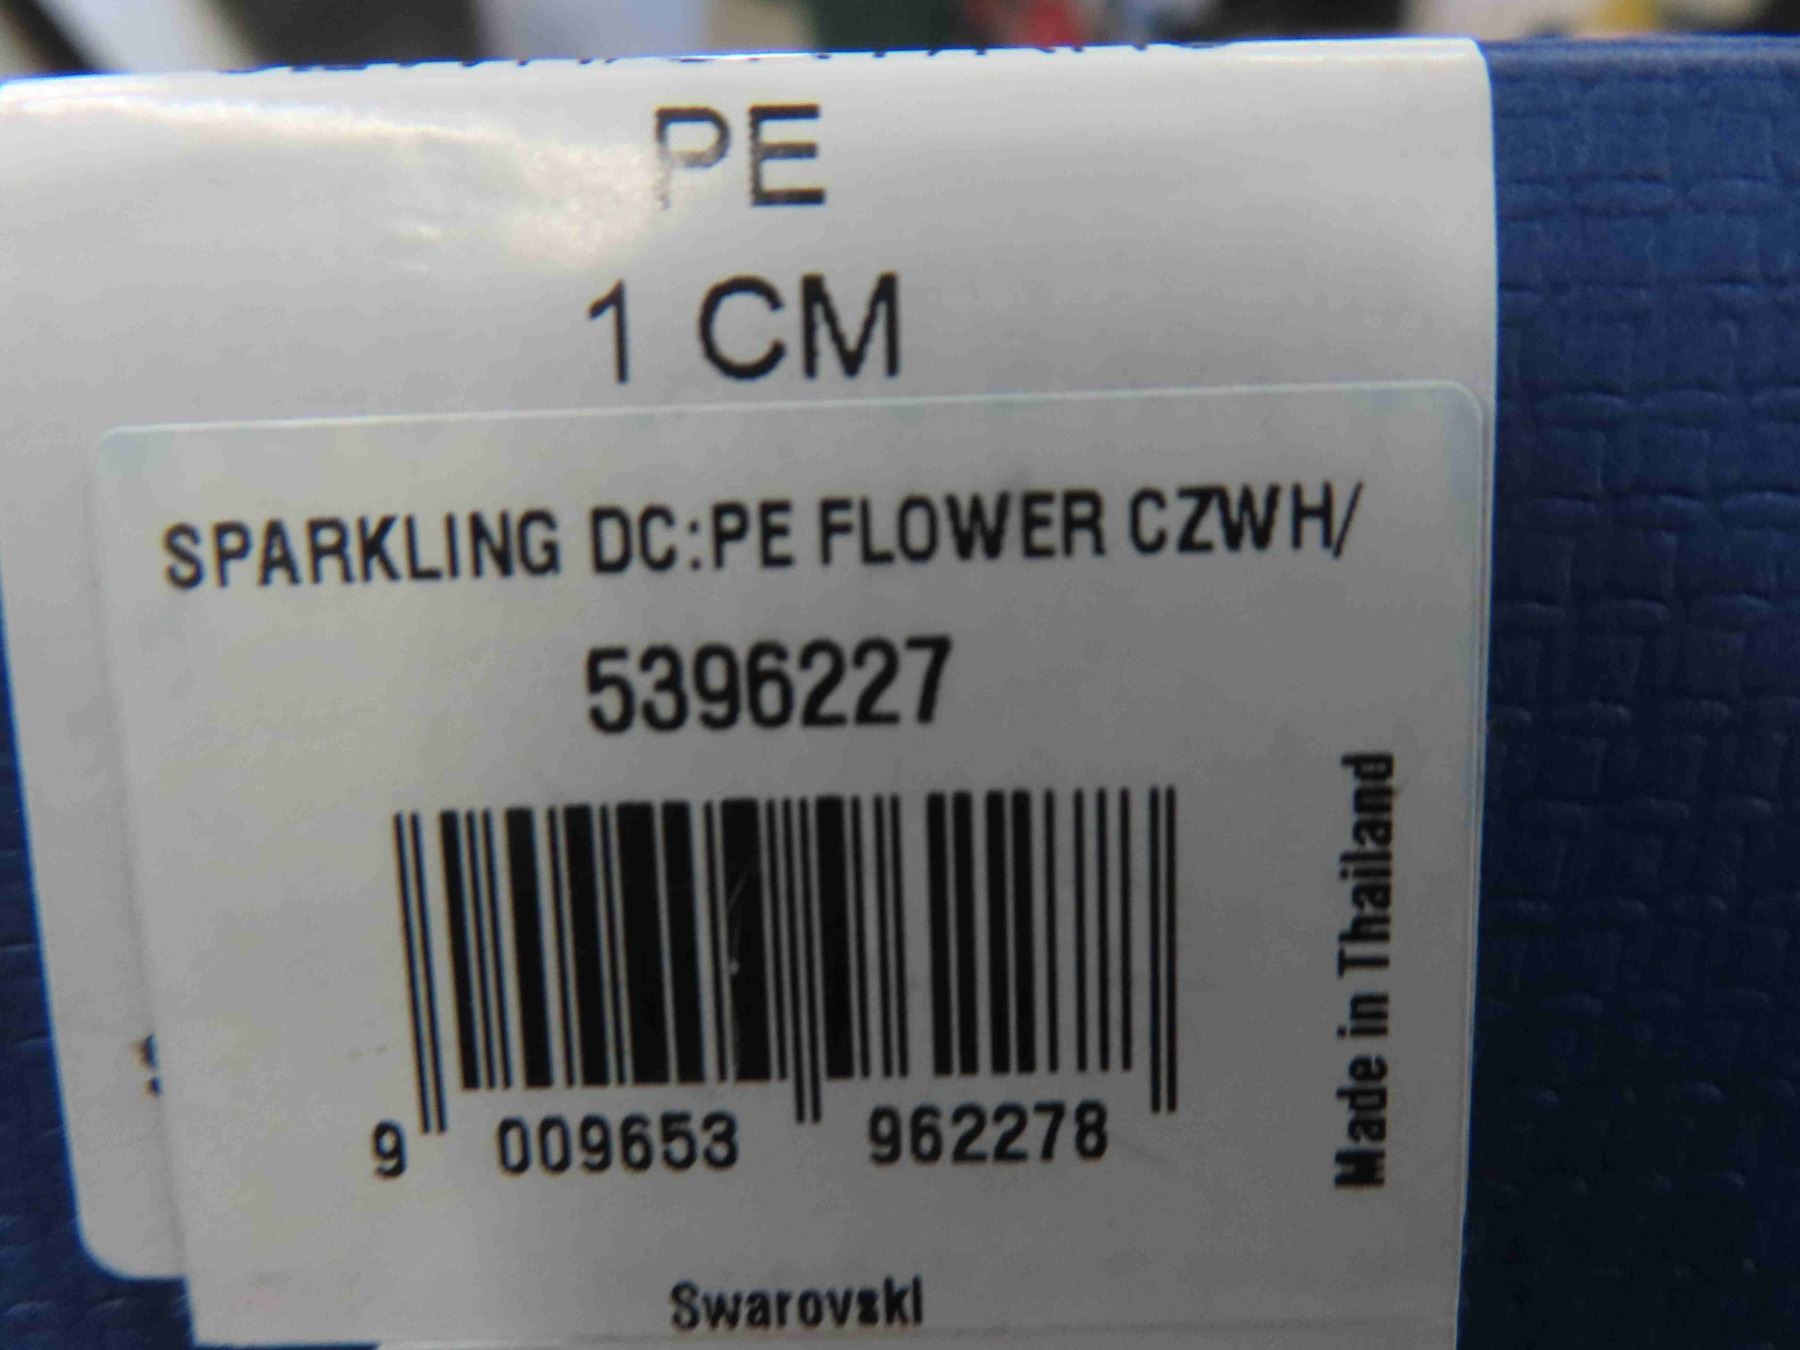 PE
1 CM
SPARKLING DC:PE FLOWER CZWH/
5396227
9 009653 962278
Made in Thailand
Swarovski